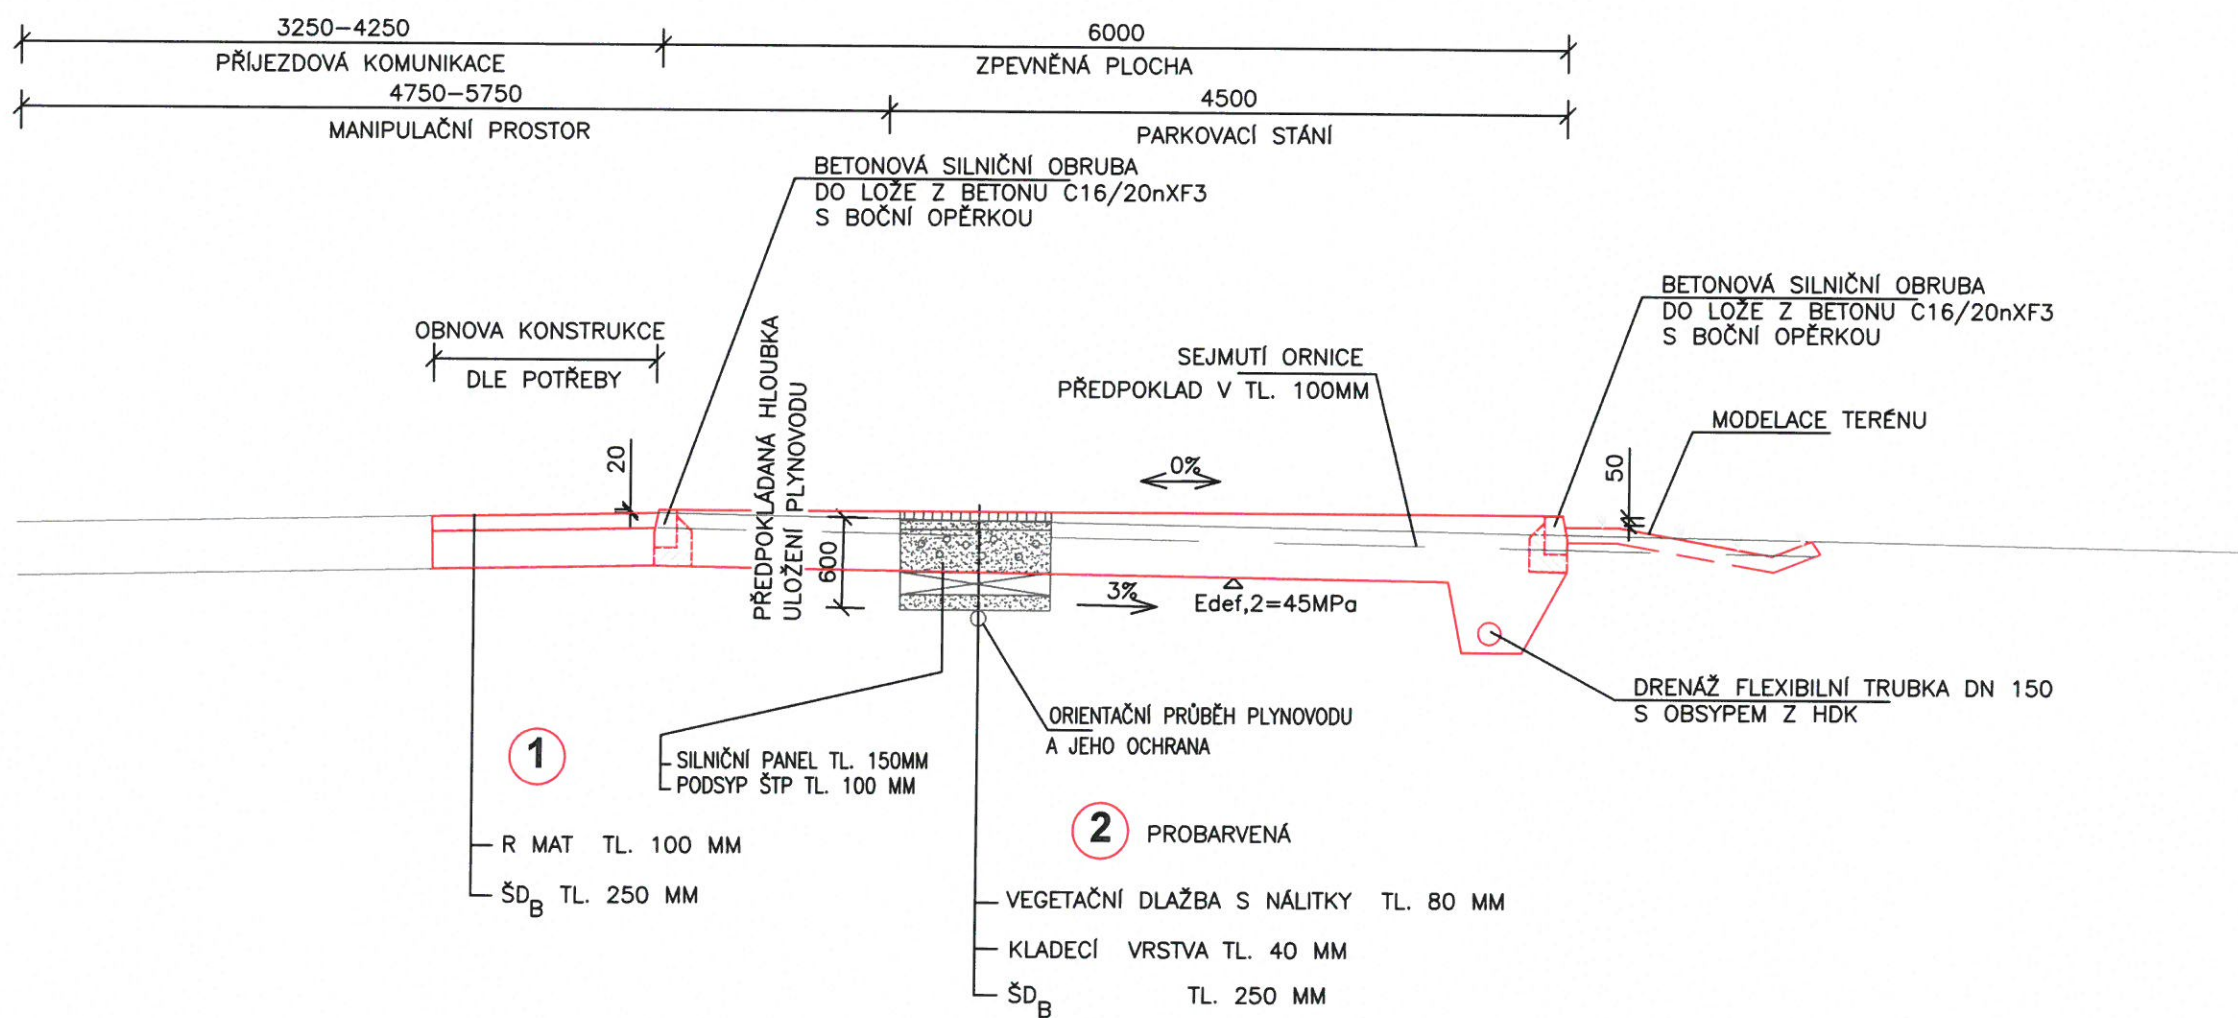 3250-4250
6000
PŘÍJEZDOVÁ KOMUNIKACE
ZPEVNĚNÁ PLOCHA
4750-5750
4500
MANIPULAČNÍ PROSTOR
PARKOVACÍ STÁNÍ
BETONOVÁ SILNIČNÍ OBRUBA
DO LOŽE Z BETONU C16/20nXF3
S BOČNÍ OPĚRKOU
BETONOVÁ SILNIČNÍ OBRUBA
DO LOŽE Z BETONU C16/20nXF3
S BOČNÍ OPĚRKOU
OBNOVA KONSTRUKCE
DLE POTŘEBY
PŘEDPOKLÁDANÁ HLOUBKA
ULOŽENÍ PLYNOVODU
SEJMUTÍ ORNICE
PŘEDPOKLAD V TL. 100MM
MODELACE TERÉNU
20
0%
50
600
3%
Edef,2=45MPa
DRENÁŽ FLEXIBILNÍ TRUBKA DN 150
S OBSYPEM Z HDK
ORIENTAČNÍ PRŮBĚH PLYNOVODU
A JEHO OCHRANA
1
SILNIČNÍ PANEL TL. 150MM
PODSYP ŠTP TL. 100 MM
R MAT TL. 100 MM
ŠDB TL. 250 MM
2 PROBARVENÁ
VEGETAČNÍ DLAŽBA S NÁLITKY TL. 80 MM
KLADECÍ VRSTVA TL. 40 MM
ŠDB TL. 250 MM